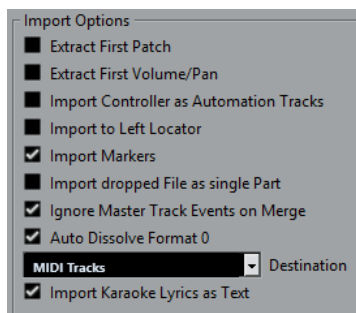 Import Options
Extract First Patch
Extract First Volume/Pan
Import Controller as Automation Tracks
Import to Left Locator
Import Markers
Import dropped File as single Part
Ignore Master Track Events on Merge
Auto Dissolve Format 0
MIDI Tracks Destination
Import Karaoke Lyrics as Text